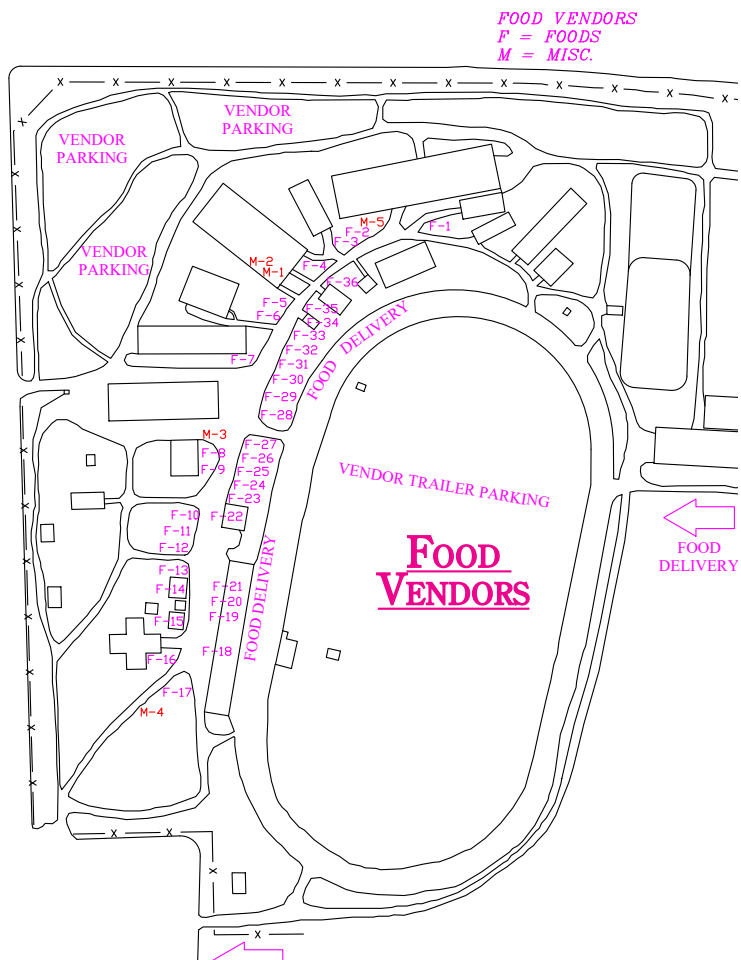 FOOD VENDORS
F = FOODS
M = MISC.
VENDOR
PARKING
VENDOR
PARKING
VENDOR
PARKING
M-5
F-1
F-2
F-3
M-2
M-1
F-4
F-36
F-5
F-6
F-35
F-34
F-33
F-32
F-31
F-30
F-29
F-28
FOOD DELIVERY
F-7
M-3
F-8
F-9
F-27
F-26
F-25
F-24
F-23
F-22
VENDOR TRAILER PARKING
F-10
F-11
F-12
FOOD
DELIVERY
FOOD
VENDORS
F-13
F-14
F-15
F-16
F-17
M-4
F-21
F-20
F-19
F-18
FOOD DELIVERY